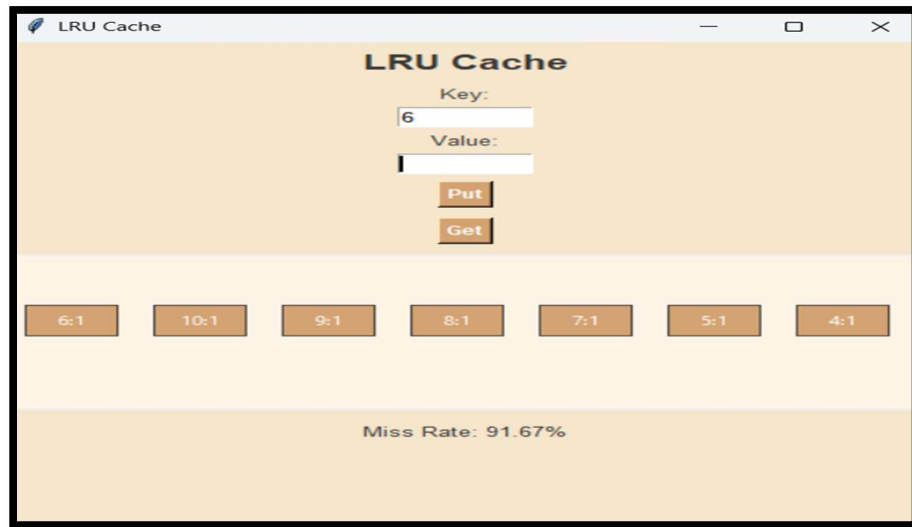 LRU Cache
LRU Cache
Key:
6
Value:
Put
Get
6:1 10:1 9:1 8:1 7:1 5:1 4:1
Miss Rate: 91.67%